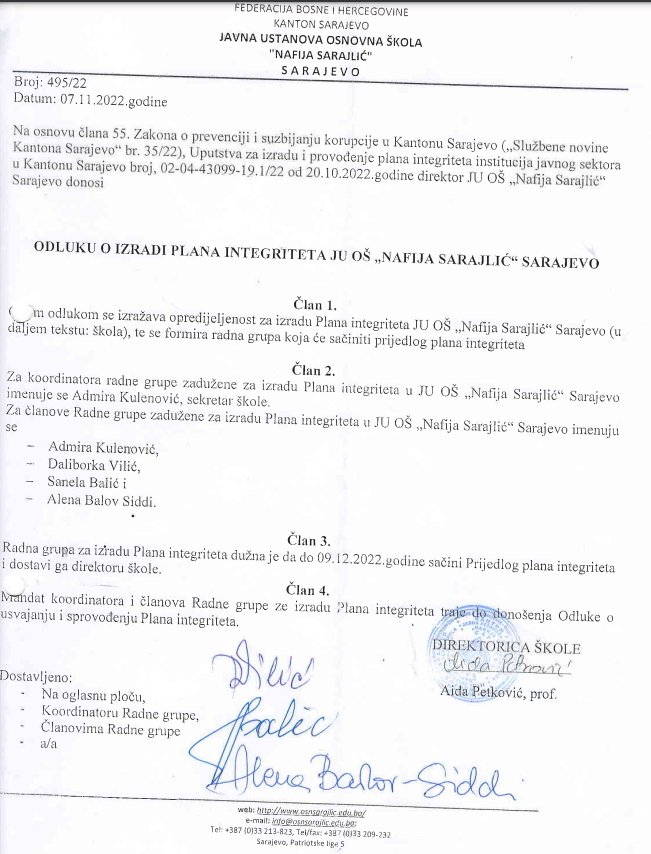 FEDERACIJA BOSNE I HERCEGOVINE
KANTON SARAJEVO
JAVNA USTANOVA OSNOVNA ŠKOLA
"NAFIJA SARAJLIĆ"
S A R A J E V O
Broj: 495/22
Datum: 07.11.2022.godine
Na osnovu člana 55. Zakona o prevenciji i suzbijanju korupcije u Kantonu Sarajevo („Službene novine
Kantona Sarajevo“ br. 35/22), Uputstva za izradu i provođenje plana integriteta institucija javnog sektora
u Kantonu Sarajevo broj, 02-04-43099-19.1/22 od 20.10.2022.godine direktor JU OŠ „Nafija Sarajlić“
Sarajevo donosi
ODLUKU O IZRADI PLANA INTEGRITETA JU OŠ „NAFIJA SARAJLIĆ“ SARAJEVO
Član 1.
m odlukom se izražava opredijeljenost za izradu Plana integriteta JU OŠ „Nafija Sarajlić“ Sarajevo (u
daljem tekstu: škola), te se formira radna grupa koja će sačiniti prijedlog plana integriteta
Član 2.
Za koordinatora radne grupe zadužene za izradu Plana integriteta u JU OŠ „Nafija Sarajlić“ Sarajevo
imenuje se Admira Kulenović, sekretar škole.
Za članove Radne grupe zadužene za izradu Plana integriteta u JU OŠ „Nafija Sarajlić“ Sarajevo imenuju
se
– Admira Kulenović,
– Daliborka Vilić,
– Sanela Balić i
– Alena Balov Siddi.
Član 3.
Radna grupa za izradu Plana integriteta dužna je da do 09.12.2022.godine sačini Prijedlog plana integriteta
i dostavi ga direktoru škole.
Član 4.
Mandat koordinatora i članova Radne grupe ze izradu Plana integriteta traje do donošenja Odluke o
usvajanju i sprovođenju Plana integriteta.
DIREKTORICA ŠKOLE
Aida Petković
Aida Petković, prof.
Dostavljeno:
- Na oglasnu ploču,
- Koordinatoru Radne grupe,
- Članovima Radne grupe
- a/a
DVilić
SBalić
Alena Balov-Siddi
web: http://www.osnsarajlic.edu.ba/
e-mail: info@osnsarajlic.edu.ba;
Tel: +387 (0)33 213-823, Tel/fax: +387 (0)33 209-232
Sarajevo, Patriotske lige 5